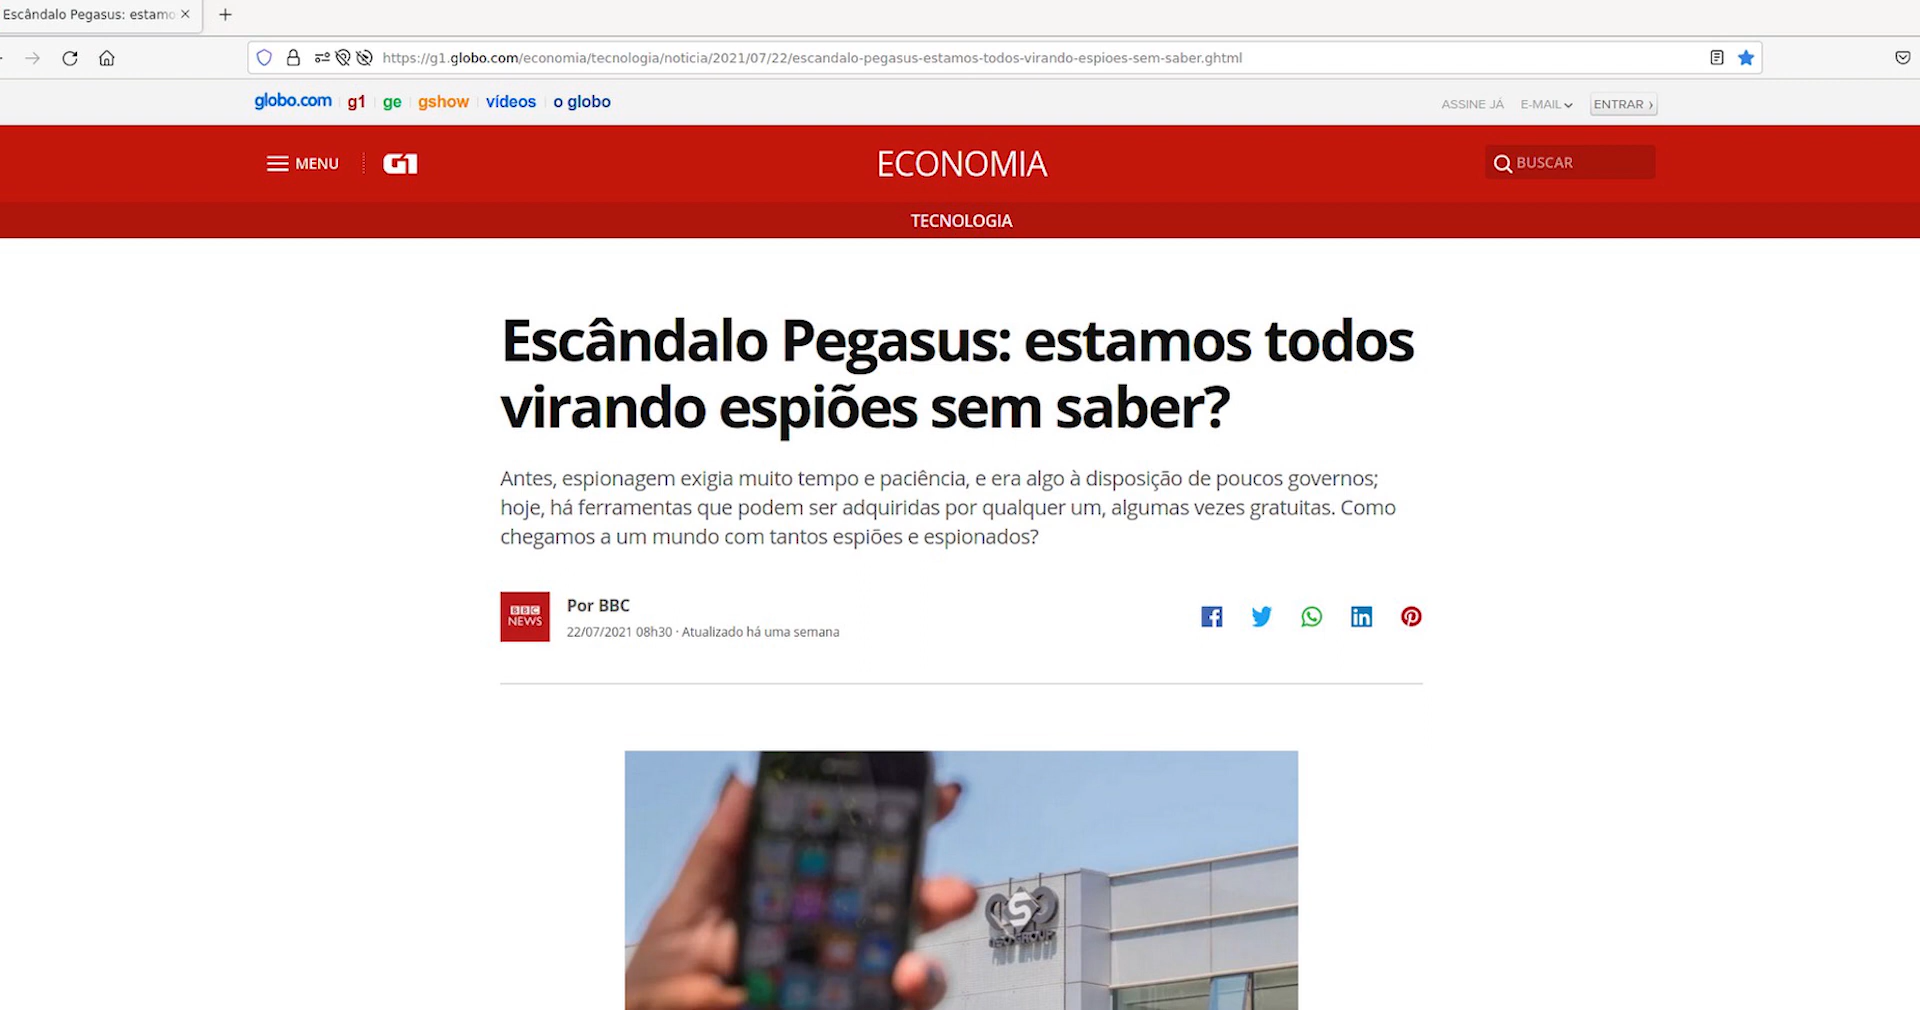 Escândalo Pegasus: estamo
https://g1.globo.com/economia/tecnologia/noticia/2021/07/22/escandalo-pegasus-estamos-todos-virando-espioes-sem-saber.ghtml
globo.com g1 ge gshow vídeos o globo
ASSINE JÁ E-MAIL ENTRAR ›
MENU G1 ECONOMIA BUSCAR
TECNOLOGIA
Escândalo Pegasus: estamos todos
virando espiões sem saber?
Antes, espionagem exigia muito tempo e paciência, e era algo à disposição de poucos governos;
hoje, há ferramentas que podem ser adquiridas por qualquer um, algumas vezes gratuitas. Como
chegamos a um mundo com tantos espiões e espionados?
BBC
NEWS
Por BBC
22/07/2021 08h30 · Atualizado há uma semana
NSO GROUP